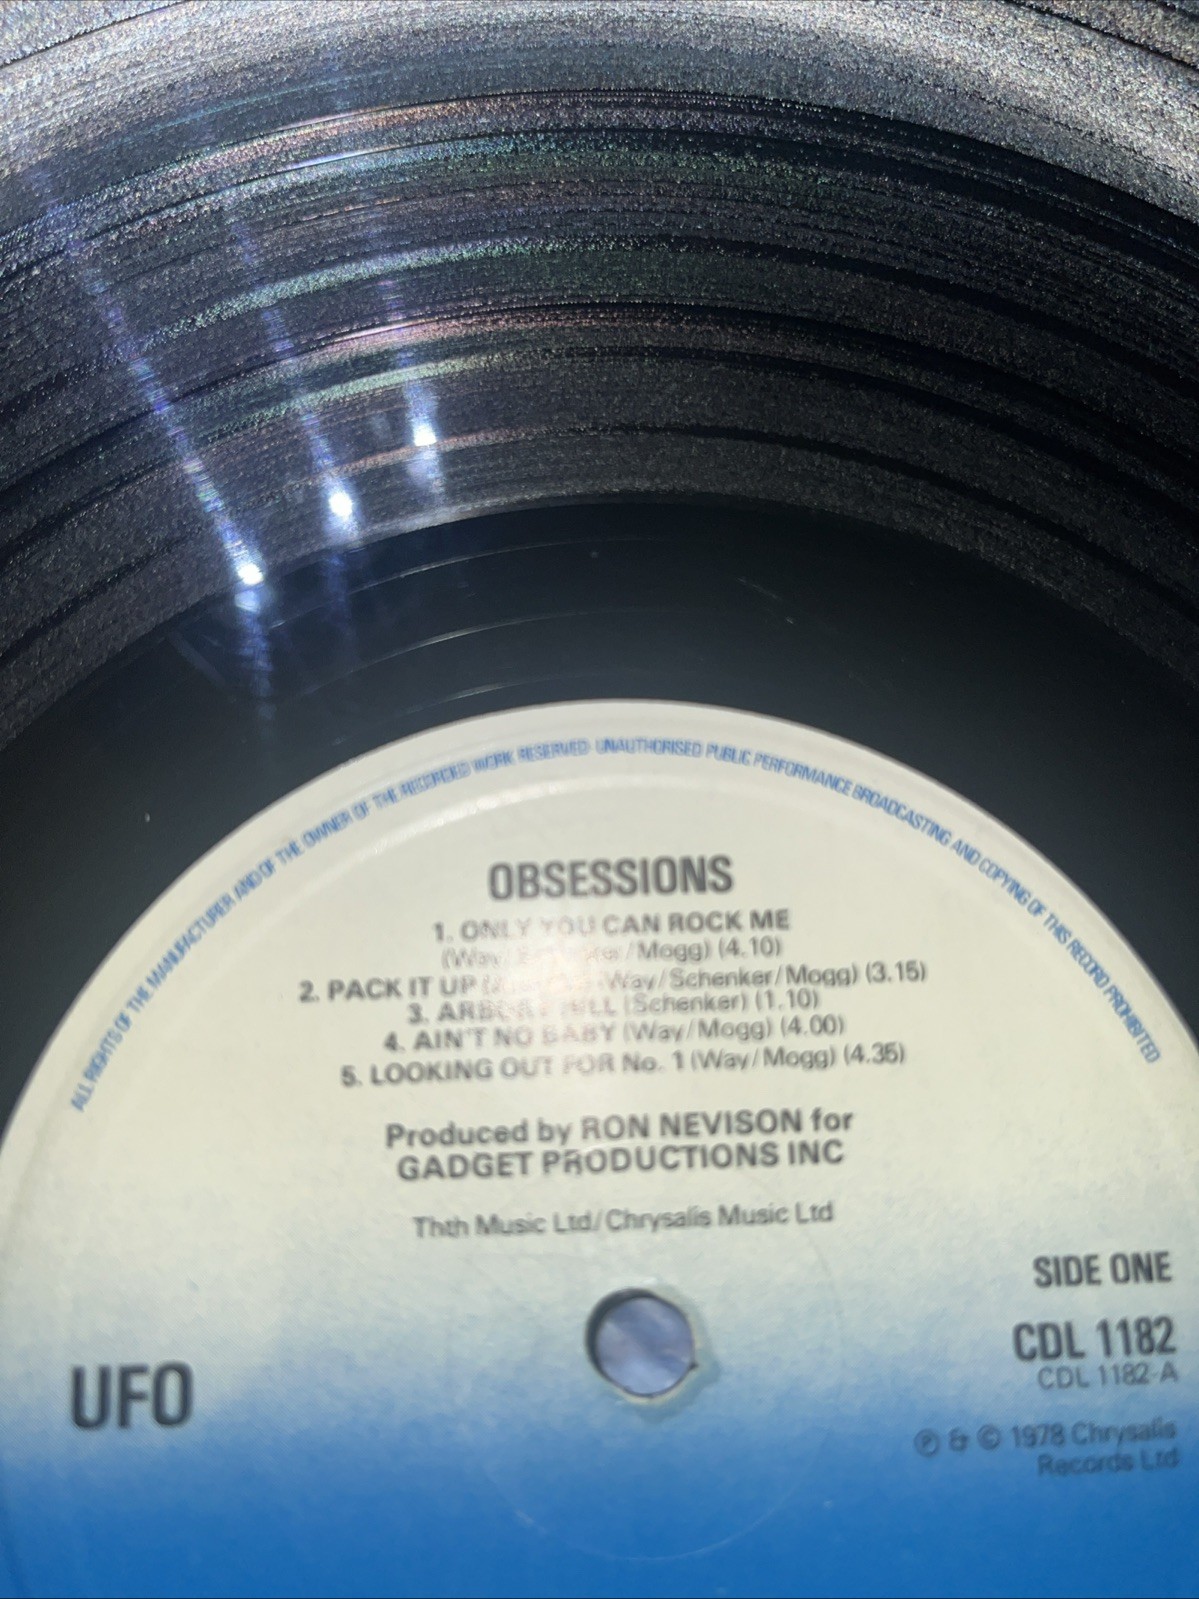 ALL RIGHTS OF THE MANUFACTURER AND OF THE OWNER OF THE RECORDED WORK RESERVED UNAUTHORISED PUBLIC PERFORMANCE BROADCASTING AND COPYING OF THIS RECORD PROHIBITED
OBSESSIONS
1. ONLY YOU CAN ROCK ME
(Way/Schenker/Mogg) (4.10)
2. PACK IT UP Way/Schenker/Mogg) (3.15)
3. ARBORY HILL (Schenker) (1.10)
4. AIN'T NO BABY (Way/Mogg) (4.00)
5. LOOKING OUT FOR No. 1 (Way/Mogg) (4.35)
Produced by RON NEVISON for
GADGET PRODUCTIONS INC
Thth Music Ltd/Chrysalis Music Ltd
SIDE ONE
CDL 1182
CDL 1182-A
UFO
℗ & © 1978 Chrysalis
Records Ltd